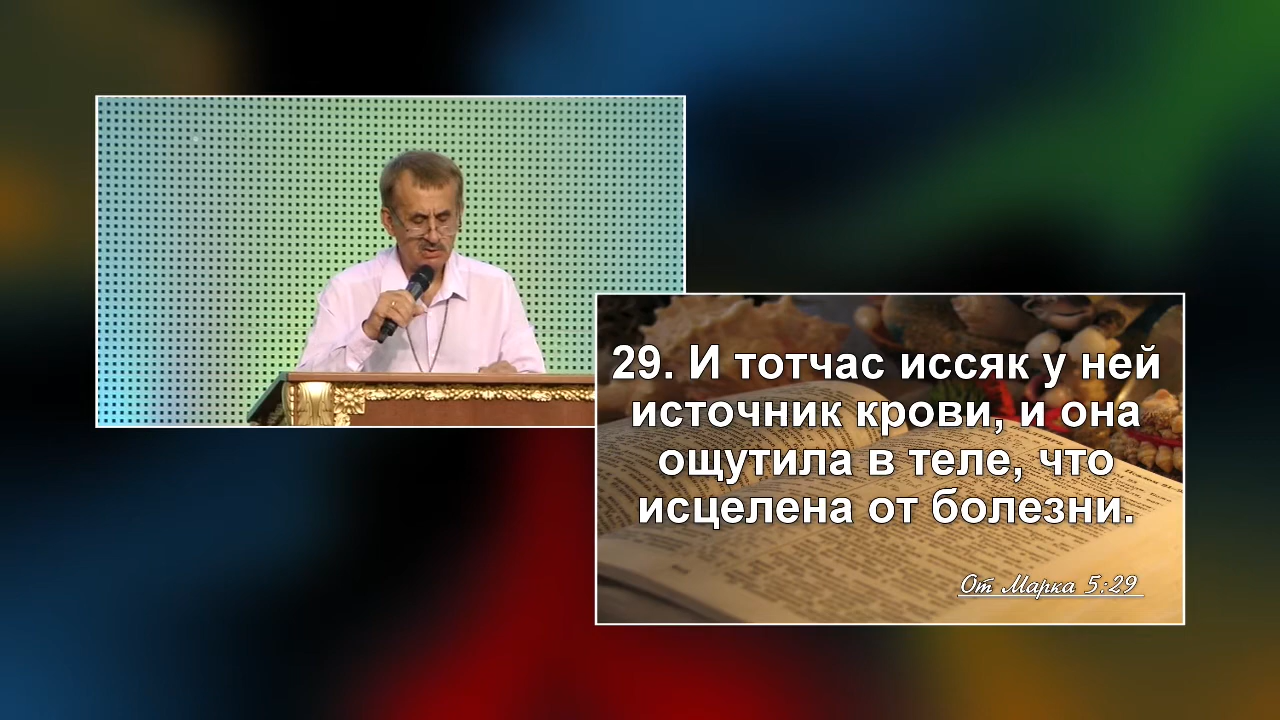 29. И тотчас иссяк у ней
источник крови, и она
ощутила в теле, что
исцелена от болезни.
От Марка 5:29